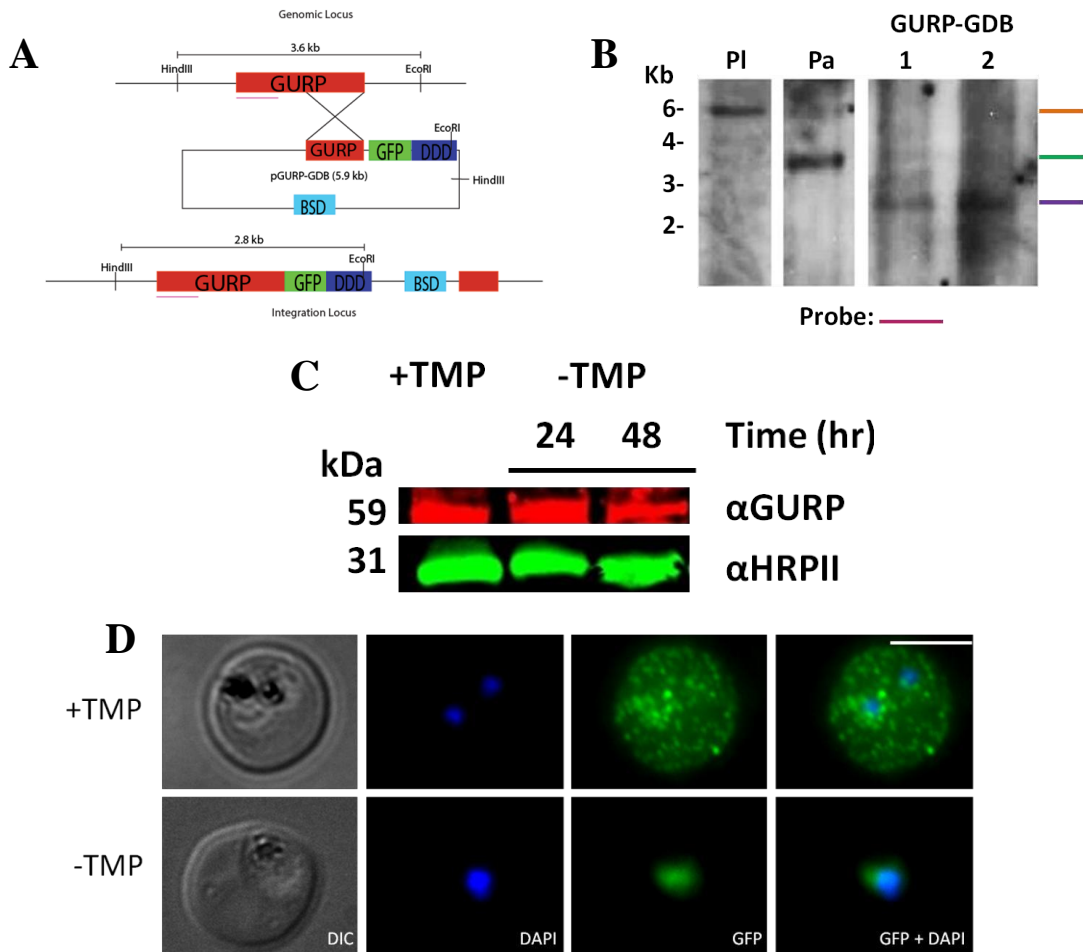 A
Genomic Locus
3.6 kb
HindIII
EcoRI
GURP
EcoRI
GURP GFP DDD
pGURP-GDB (5.9 kb)
HindIII
BSD
2.8 kb
HindIII
EcoRI
GURP GFP DDD BSD
Integration Locus
B
GURP-GDB
Kb Pl Pa 1 2
6-
4-
3-
2-
Probe:
C
+TMP -TMP
24 48 Time (hr)
kDa
59 αGURP
31 αHRPII
D
+TMP
-TMP
DIC DAPI GFP GFP + DAPI